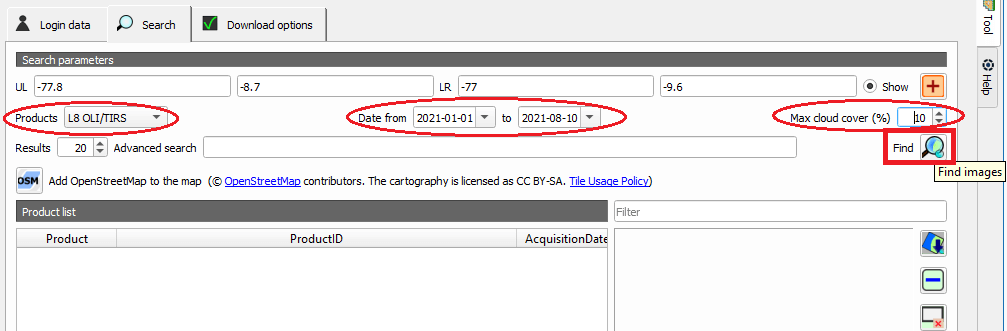 Login data Search Download options
Search parameters
UL -77.8 -8.7 LR -77 -9.6 Show
Products L8 OLI/TIRS Date from 2021-01-01 to 2021-08-10 Max cloud cover (%) 10
Results 20 Advanced search Find
Find images
OSM Add OpenStreetMap to the map (© OpenStreetMap contributors. The cartography is licensed as CC BY-SA. Tile Usage Policy)
Product list Filter
Product ProductID AcquisitionDate
Tool
Help